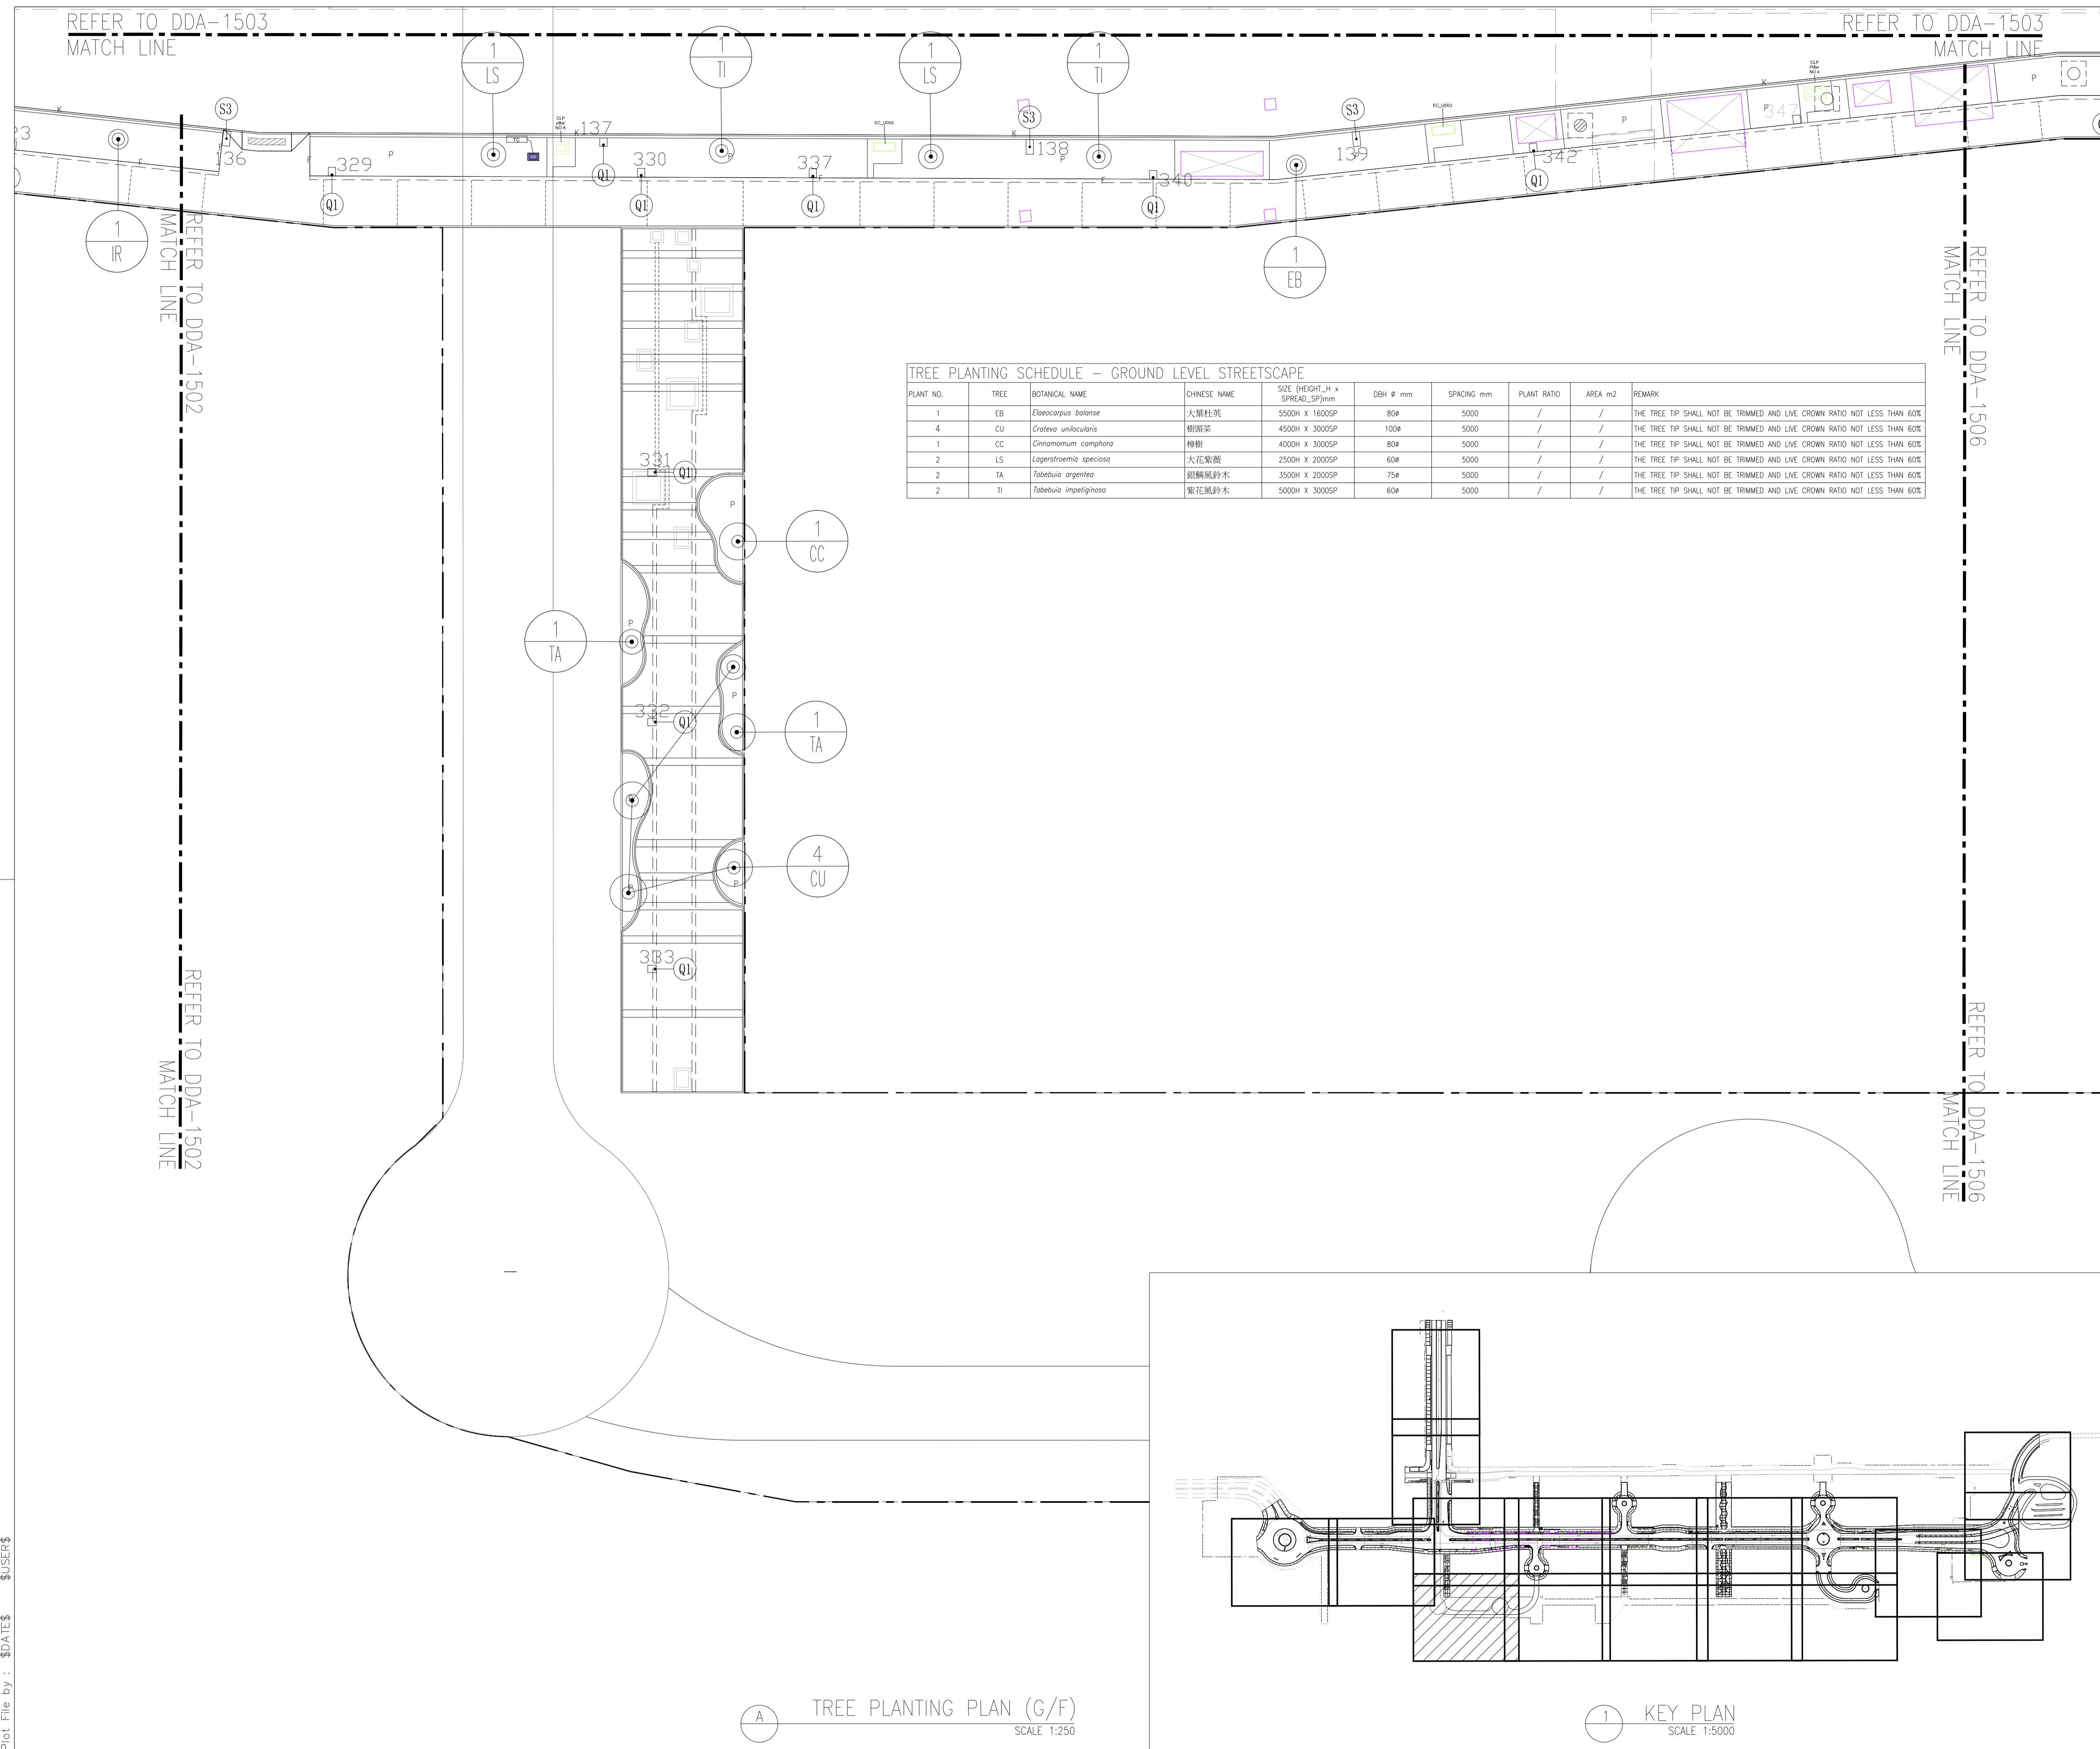 REFER TO DDA-1503
MATCH LINE
REFER TO DDA-1503
MATCH LINE
1
LS
1
TI
1
LS
1
TI
CLP
Pillar
NO 4
K
S3
K
CLP
pillar
NO A
137
TC
EC_UD02
S3
K
S3
EC_UD01
K
P
347
P
P
23
F
136
F
329
P
330
P
337
F
138
P
F
340
139
P
342
Q1
Q1
Q1
Q1
Q1
Q1
1
IR
1
EB
REFER TO DDA-1502
MATCH LINE
REFER TO DDA-1506
MATCH LINE
TREE PLANTING SCHEDULE - GROUND LEVEL STREETSCAPE
PLANT NO. TREE BOTANICAL NAME CHINESE NAME SIZE (HEIGHT_H x SPREAD_SP)mm DBH Ø mm SPACING mm PLANT RATIO AREA m2 REMARK
1 EB Elaeocarpus balanse 大葉杜英 5500H X 1600SP 80ø 5000 / / THE TREE TIP SHALL NOT BE TRIMMED AND LIVE CROWN RATIO NOT LESS THAN 60%
4 CU Crateva unilocularis 樹頭菜 4500H X 3000SP 100ø 5000 / / THE TREE TIP SHALL NOT BE TRIMMED AND LIVE CROWN RATIO NOT LESS THAN 60%
1 CC Cinnamomum camphora 樟樹 4000H X 3000SP 80ø 5000 / / THE TREE TIP SHALL NOT BE TRIMMED AND LIVE CROWN RATIO NOT LESS THAN 60%
2 LS Lagerstroemia speciosa 大花紫薇 2500H X 2000SP 60ø 5000 / / THE TREE TIP SHALL NOT BE TRIMMED AND LIVE CROWN RATIO NOT LESS THAN 60%
2 TA Tabebuia argentea 銀鱗風鈴木 3500H X 2000SP 75ø 5000 / / THE TREE TIP SHALL NOT BE TRIMMED AND LIVE CROWN RATIO NOT LESS THAN 60%
2 TI Tabebuia impetiginosa 紫花風鈴木 5000H X 3000SP 60ø 5000 / / THE TREE TIP SHALL NOT BE TRIMMED AND LIVE CROWN RATIO NOT LESS THAN 60%
331
Q1
P
1
CC
P
1
TA
P
332
Q1
1
TA
P
4
CU
P
P
333
Q1
REFER TO DDA-1502
MATCH LINE
REFER TO DDA-1506
MATCH LINE
$USER$
$DATE$
Plot File by :
A
TREE PLANTING PLAN (G/F)
SCALE 1:250
1
KEY PLAN
SCALE 1:5000